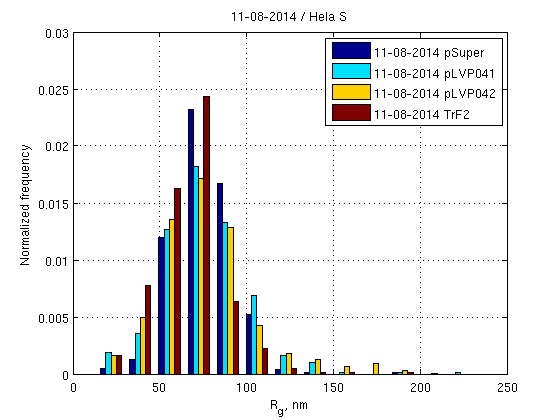 11-08-2014 / Hela S
0.03
0.025
0.02
0.015
0.01
0.005
0
Normalized frequency
11-08-2014 pSuper
11-08-2014 pLVP041
11-08-2014 pLVP042
11-08-2014 TrF2
0 50 100 150 200 250
Rg, nm